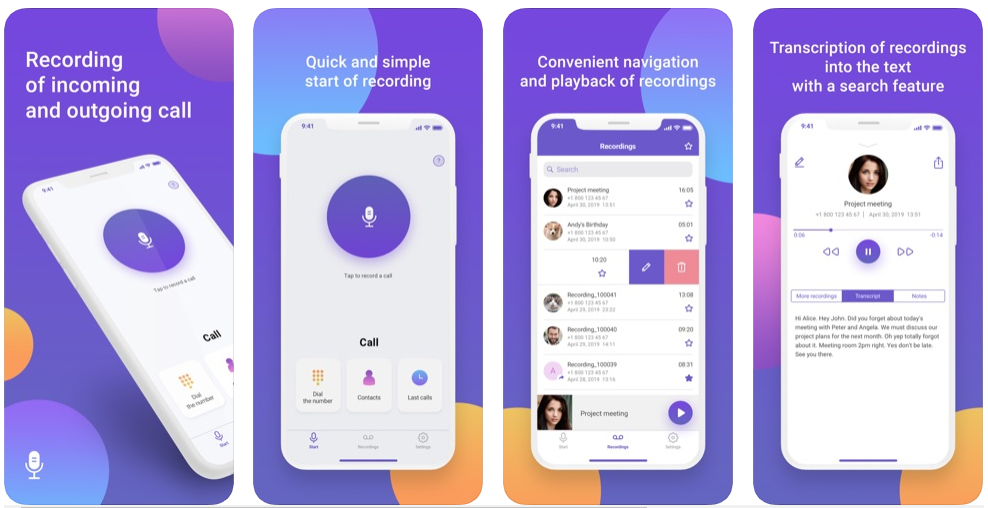 Recording
of incoming
and outgoing call
9:41
?
Tap to record a call
Call
Dial
the number
Start
Quick and simple
start of recording
9:41
?
Tap to record a call
Call
Dial
the number
Contacts
Last calls
Start
Recordings
Settings
Convenient navigation
and playback of recordings
9:41
Recordings
Search
Project meeting 16:05
+1 800 123 45 67
April 30, 2019 13:51
Andy's Birthday 05:01
+1 800 123 45 67
April 30, 2019 10:50
10:20
Recording_100041 13:08
+1 800 123 45 67
April 29, 2019 23:22
Recording_100040 09:20
+1 800 123 45 67
April 29, 2019 14:11
A
Recording_100039 08:31
+1 800 123 45 67
April 28, 2019 13:16
Project meeting
Start
Recordings
Settings
Transcription of recordings
into the text
with a search feature
9:41
Project meeting
+1 800 123 45 67 | April 30, 2019 13:51
0:06 -0:14
More recordings Transcript Notes
Hi Alice. Hey John. Did you forget about today's
meeting with Peter and Angela. We must discuss our
project plans for the next month. Oh yep totally forgot
about it. Meeting room 2pm right. Yes don't be late.
See you there.